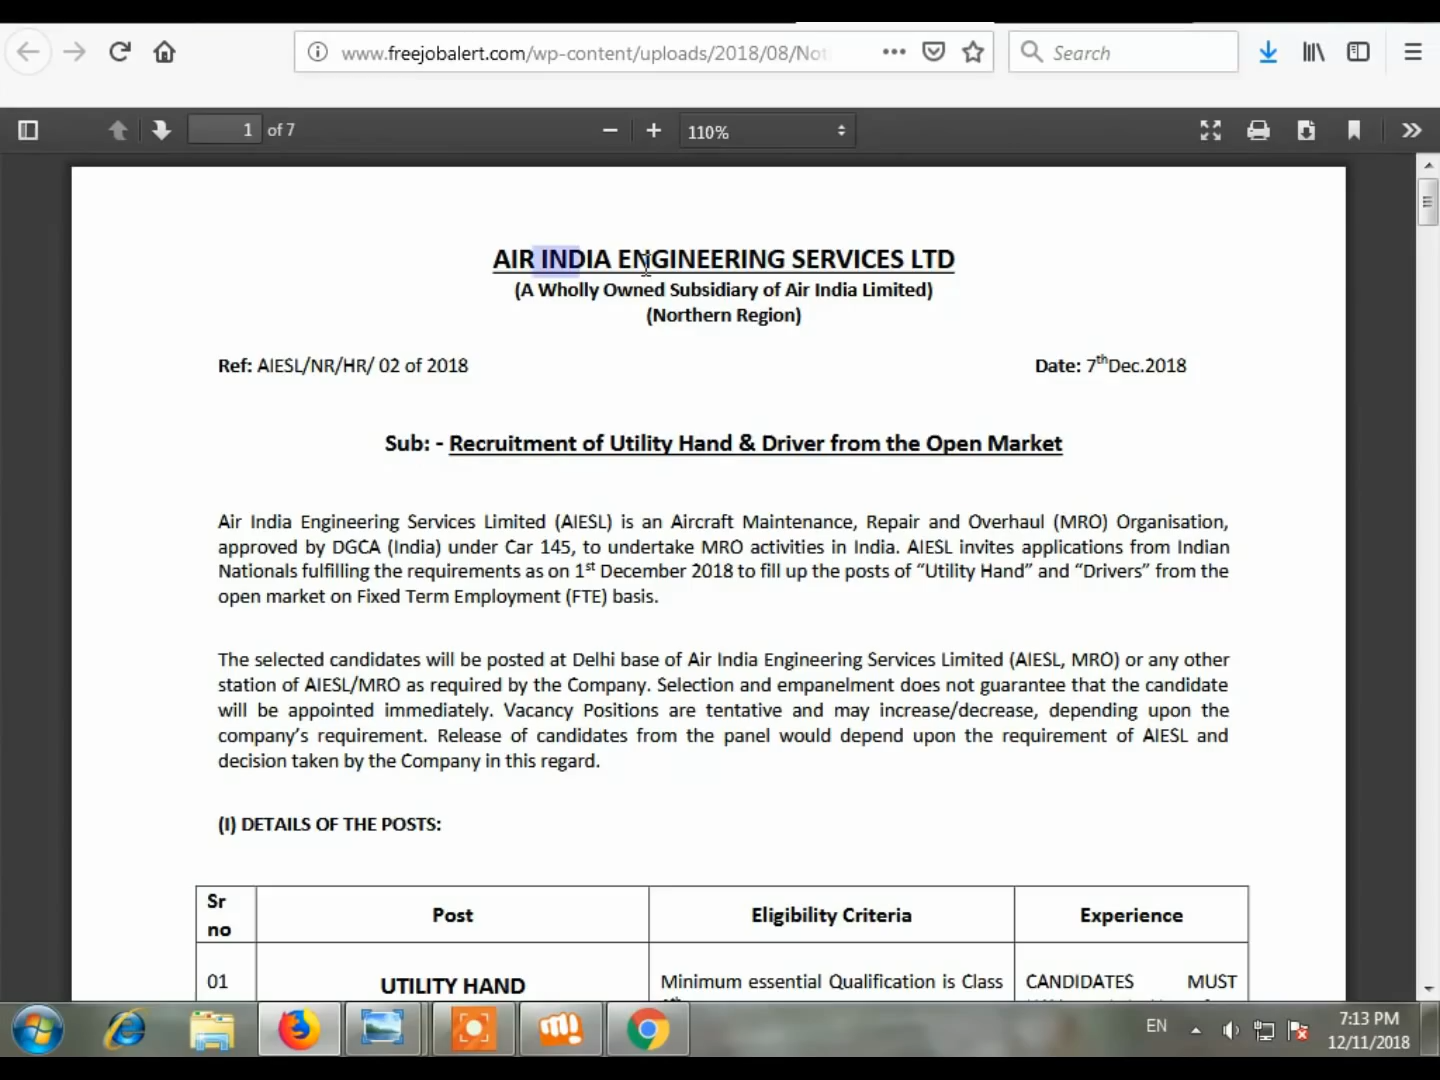 www.freejobalert.com/wp-content/uploads/2018/08/Not
Search
1 of 7
110%
AIR INDIA ENGINEERING SERVICES LTD
(A Wholly Owned Subsidiary of Air India Limited)
(Northern Region)
Ref: AIESL/NR/HR/ 02 of 2018
Date: 7thDec.2018
Sub: - Recruitment of Utility Hand & Driver from the Open Market
Air India Engineering Services Limited (AIESL) is an Aircraft Maintenance, Repair and Overhaul (MRO) Organisation,
approved by DGCA (India) under Car 145, to undertake MRO activities in India. AIESL invites applications from Indian
Nationals fulfilling the requirements as on 1st December 2018 to fill up the posts of “Utility Hand” and “Drivers” from the
open market on Fixed Term Employment (FTE) basis.
The selected candidates will be posted at Delhi base of Air India Engineering Services Limited (AIESL, MRO) or any other
station of AIESL/MRO as required by the Company. Selection and empanelment does not guarantee that the candidate
will be appointed immediately. Vacancy Positions are tentative and may increase/decrease, depending upon the
company’s requirement. Release of candidates from the panel would depend upon the requirement of AIESL and
decision taken by the Company in this regard.
(I) DETAILS OF THE POSTS:
Sr no
Post
Eligibility Criteria
Experience
01
UTILITY HAND
Minimum essential Qualification is Class
CANDIDATES MUST
EN
7:13 PM
12/11/2018